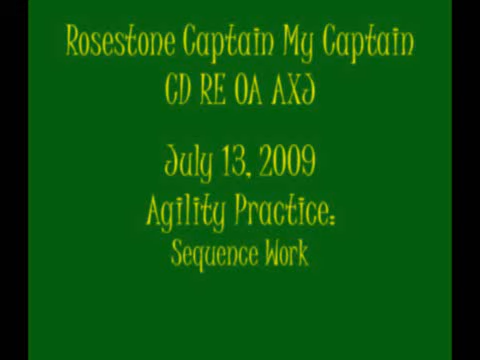 Rosestone Captain My Captain
CD RE OA AXJ
July 13, 2009
Agility Practice:
Sequence Work